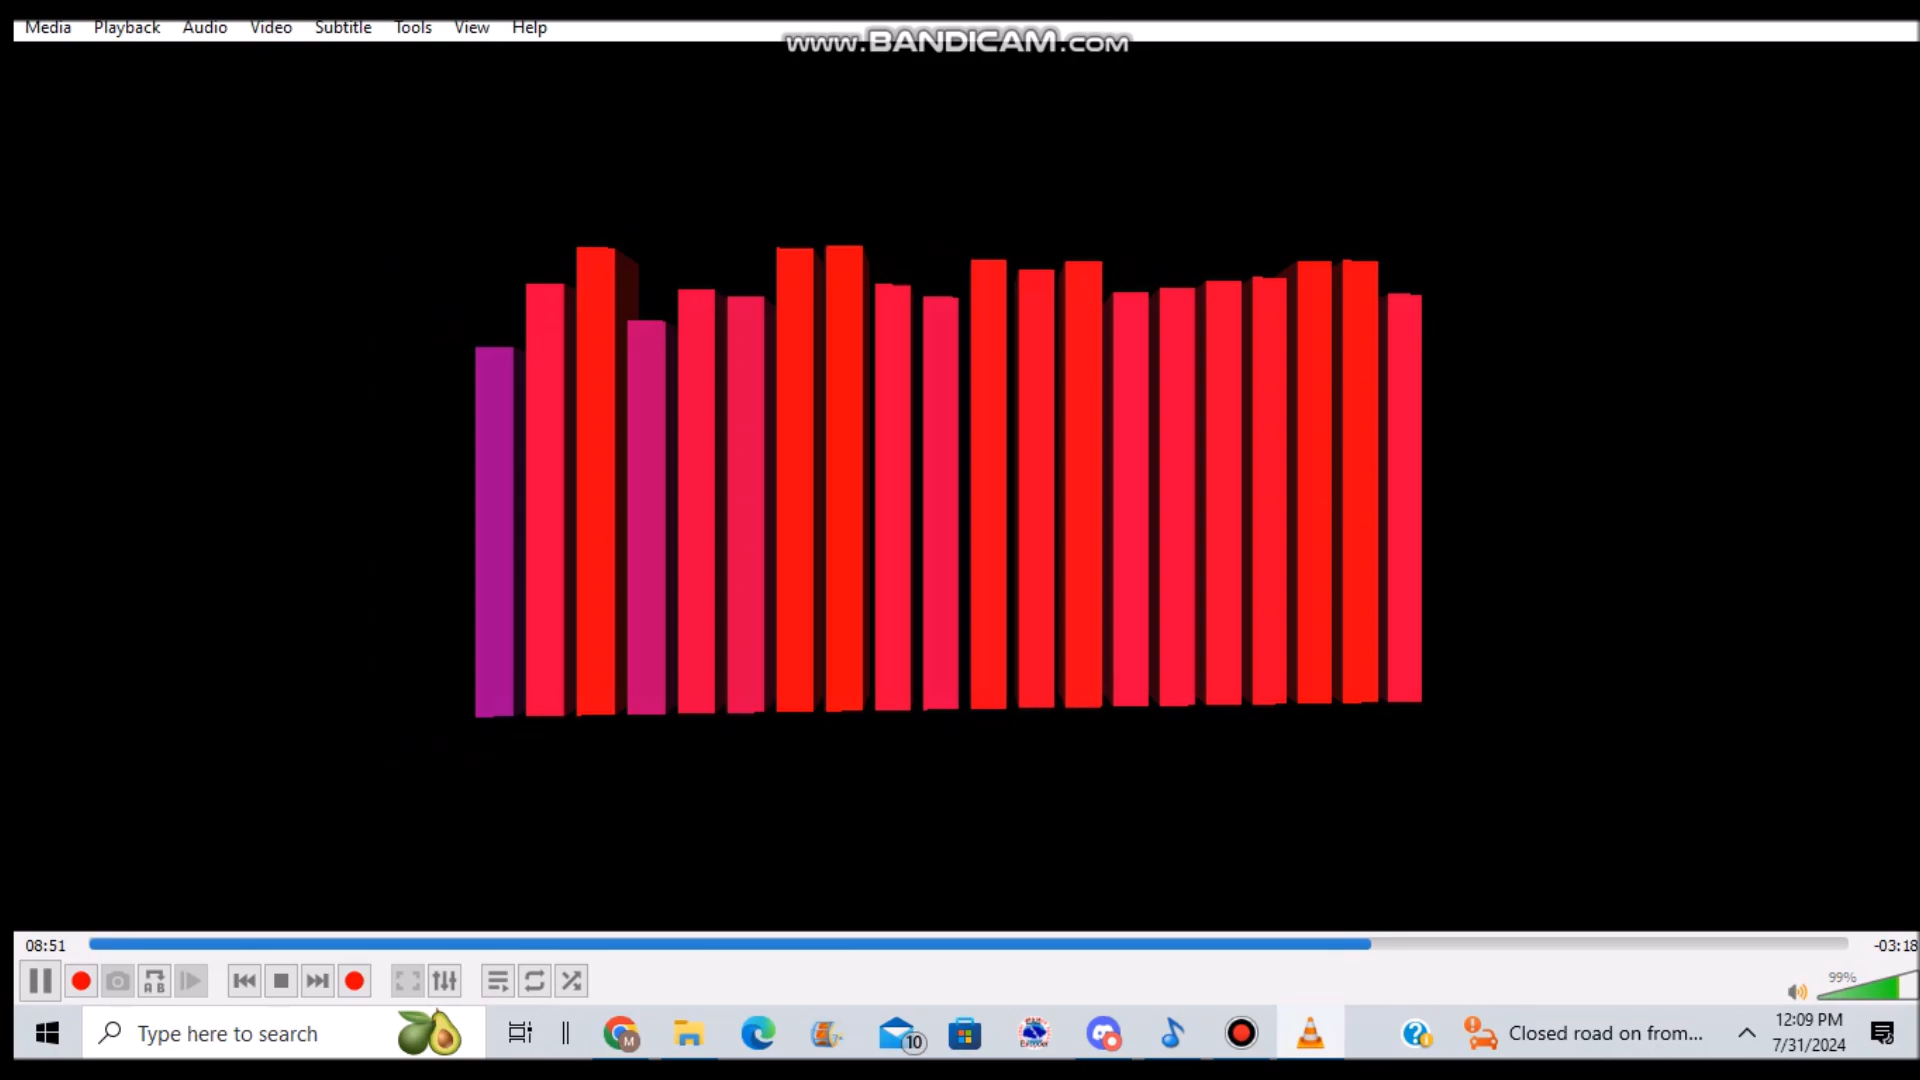 Media Playback Audio Video Subtitle Tools View Help
www.BANDICAM.com
08:51
-03:18
A B
99%
Type here to search
M
10
Closed road on from...
12:09 PM
7/31/2024